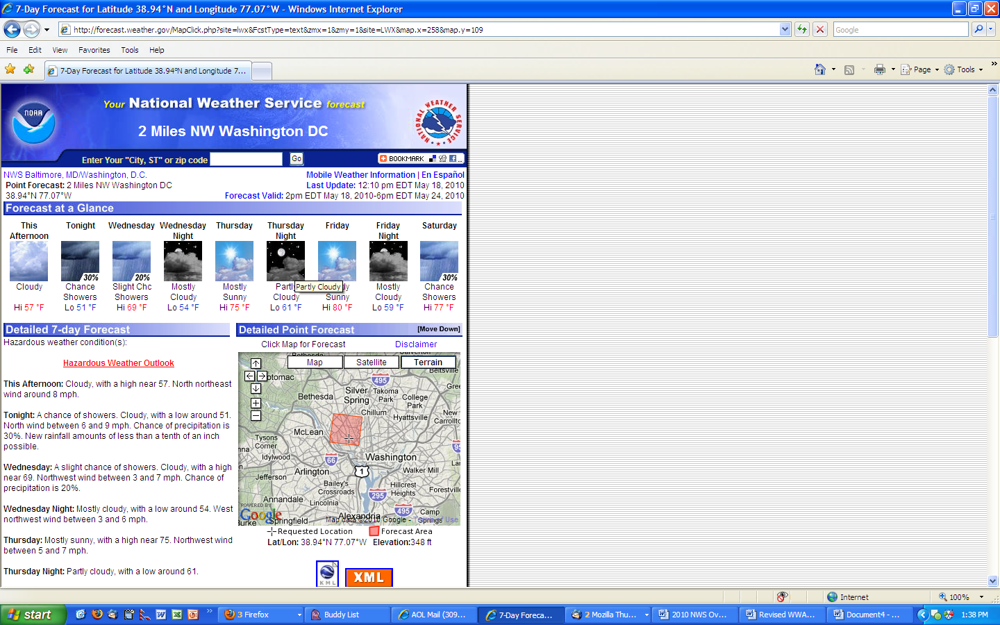 7-Day Forecast for Latitude 38.94°N and Longitude 77.07°W - Windows Internet Explorer
http://forecast.weather.gov/MapClick.php?site=lwx&FcstType=text&zmx=1&zmy=1&site=LWX&map.x=258&map.y=109
Google
File Edit View Favorites Tools Help
7-Day Forecast for Latitude 38.94°N and Longitude 7...
Page Tools
NOAA
Your National Weather Service forecast
2 Miles NW Washington DC
NATIONAL WEATHER SERVICE
Enter Your "City, ST" or zip code Go BOOKMARK ...
NWS Baltimore, MD/Washington, D.C. Mobile Weather Information | En Español
Point Forecast: 2 Miles NW Washington DC Last Update: 12:10 pm EDT May 18, 2010
38.94°N 77.07°W Forecast Valid: 2pm EDT May 18, 2010-6pm EDT May 24, 2010
Forecast at a Glance
This Afternoon
Cloudy
Hi 57 °F
Tonight
30%
Chance Showers
Lo 51 °F
Wednesday
20%
Slight Chc Showers
Hi 69 °F
Wednesday Night
Mostly Cloudy
Lo 54 °F
Thursday
Mostly Sunny
Hi 75 °F
Thursday Night
Partly Cloudy
Lo 61 °F
Partly Cloudy
Friday
Sunny
Hi 80 °F
Friday Night
Mostly Cloudy
Lo 59 °F
Saturday
30%
Chance Showers
Hi 77 °F
Detailed 7-day Forecast
Hazardous weather condition(s):
Hazardous Weather Outlook
This Afternoon: Cloudy, with a high near 57. North northeast
wind around 8 mph.
Tonight: A chance of showers. Cloudy, with a low around 51.
North wind between 6 and 9 mph. Chance of precipitation is
30%. New rainfall amounts of less than a tenth of an inch
possible.
Wednesday: A slight chance of showers. Cloudy, with a high
near 69. Northwest wind between 3 and 7 mph. Chance of
precipitation is 20%.
Wednesday Night: Mostly cloudy, with a low around 54. West
northwest wind between 3 and 6 mph.
Thursday: Mostly sunny, with a high near 75. Northwest wind
between 5 and 7 mph.
Thursday Night: Partly cloudy, with a low around 61.
Detailed Point Forecast [Move Down]
Click Map for Forecast Disclaimer
Map Satellite Terrain
Beltsville
otomac
495
Silver Spring
Takoma Park
Bethesda
College Park
Chillum
Hyattsville
New Carrollto
McLean
Tysons Corner
Idylwood
66
Washington
Arlington
1
Walker Mill
Jefferson
Bailey's Crossroads
Hillcrest Heights
Forestville
Annandale
Lincolnia
295
495
POWERED BY
Google
Burke
Springfield
Alexandria
Camp Springs
Map data ©2010 Google - Terms of Use
Requested Location Forecast Area
Lat/Lon: 38.94°N 77.07°W Elevation:348 ft
KML XML
Internet 100%
start
3 Firefox
Buddy List
AOL Mail (309...
7-Day Foreca...
2 Mozilla Thu...
2010 NWS Ov...
Revised WWA...
Document4 - ...
1:38 PM